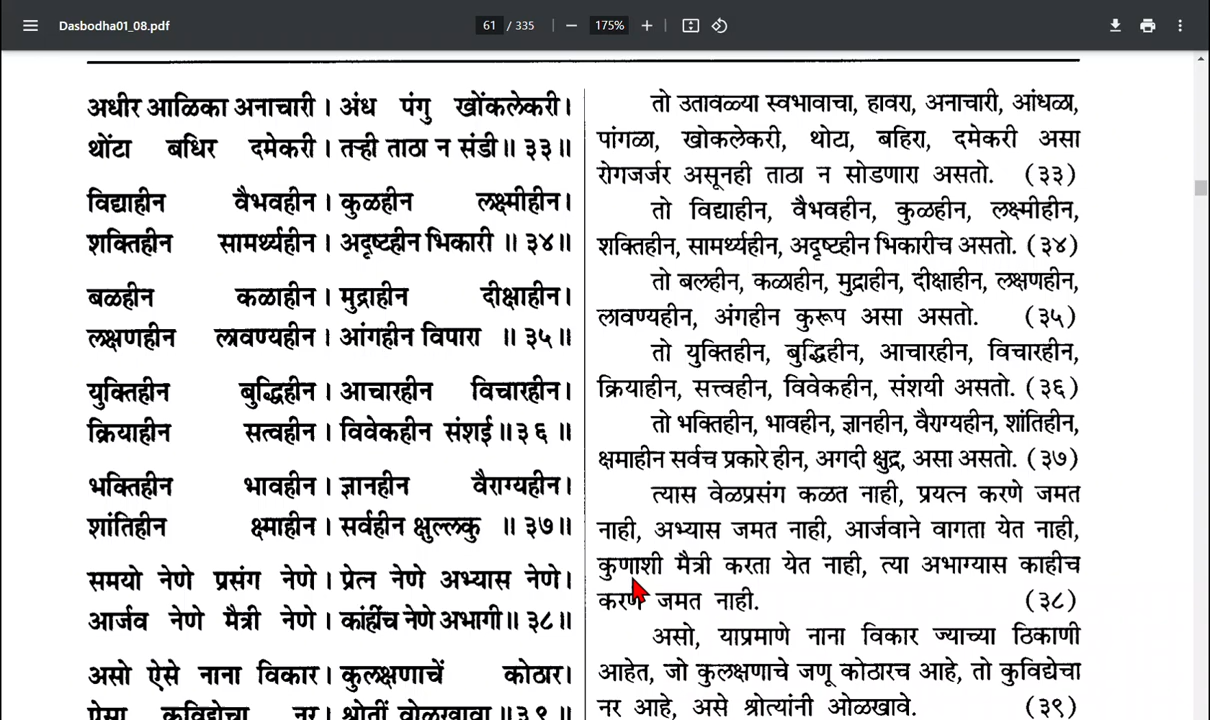 Dasbodha01_08.pdf
61 / 335
175%
अधीर आळिका अनाचारी। अंध पंगु खोंकलेकरी।
थोंटा बधिर दमेकरी। तऱ्ही ताठा न संडी॥ ३३॥
विद्याहीन वैभवहीन। कुळहीन लक्ष्मीहीन।
शक्तिहीन सामर्थ्यहीन। अदृष्टहीन भिकारी ॥ ३४॥
बळहीन कळाहीन। मुद्राहीन दीक्षाहीन।
लक्षणहीन लावण्यहीन। आंगहीन विपारा ॥ ३५॥
युक्तिहीन बुद्धिहीन। आचारहीन विचारहीन।
क्रियाहीन सत्वहीन। विवेकहीन संशई॥ ३६ ॥
भक्तिहीन भावहीन। ज्ञानहीन वैराग्यहीन।
शांतिहीन क्ष्माहीन। सर्वहीन क्षुल्लकु ॥ ३७॥
समयो नेणे प्रसंग नेणे। प्रेत्न नेणे अभ्यास नेणे।
आर्जव नेणे मैत्री नेणे। कांहींच नेणे अभागी॥ ३८॥
असो ऐसे नाना विकार। कुलक्षणाचें कोठार।
ऐसा कुविद्येचा नर। श्रोतीं वोळखावा॥ ३९॥
तो उतावळ्या स्वभावाचा, हावरा, अनाचारी, आंधळा,
पांगळा, खोकलेकरी, थोटा, बहिरा, दमेकरी असा
रोगजर्जर असूनही ताठा न सोडणारा असतो. (३३)
तो विद्याहीन, वैभवहीन, कुळहीन, लक्ष्मीहीन,
शक्तिहीन, सामर्थ्यहीन, अदृष्टहीन भिकारीच असतो. (३४)
तो बलहीन, कळाहीन, मुद्राहीन, दीक्षाहीन, लक्षणहीन,
लावण्यहीन, अंगहीन कुरूप असा असतो. (३५)
तो युक्तिहीन, बुद्धिहीन, आचारहीन, विचारहीन,
क्रियाहीन, सत्त्वहीन, विवेकहीन, संशयी असतो. (३६)
तो भक्तिहीन, भावहीन, ज्ञानहीन, वैराग्यहीन, शांतिहीन,
क्षमाहीन सर्वच प्रकारे हीन, अगदी क्षुद्र, असा असतो. (३७)
त्यास वेळप्रसंग कळत नाही, प्रयत्न करणे जमत
नाही, अभ्यास जमत नाही, आर्जवाने वागता येत नाही,
कुणाशी मैत्री करता येत नाही, त्या अभाग्यास काहीच
करणे जमत नाही. (३८)
असो, याप्रमाणे नाना विकार ज्याच्या ठिकाणी
आहेत, जो कुलक्षणाचे जणू कोठारच आहे, तो कुविद्येचा
नर आहे, असे श्रोत्यांनी ओळखावे. (३९)